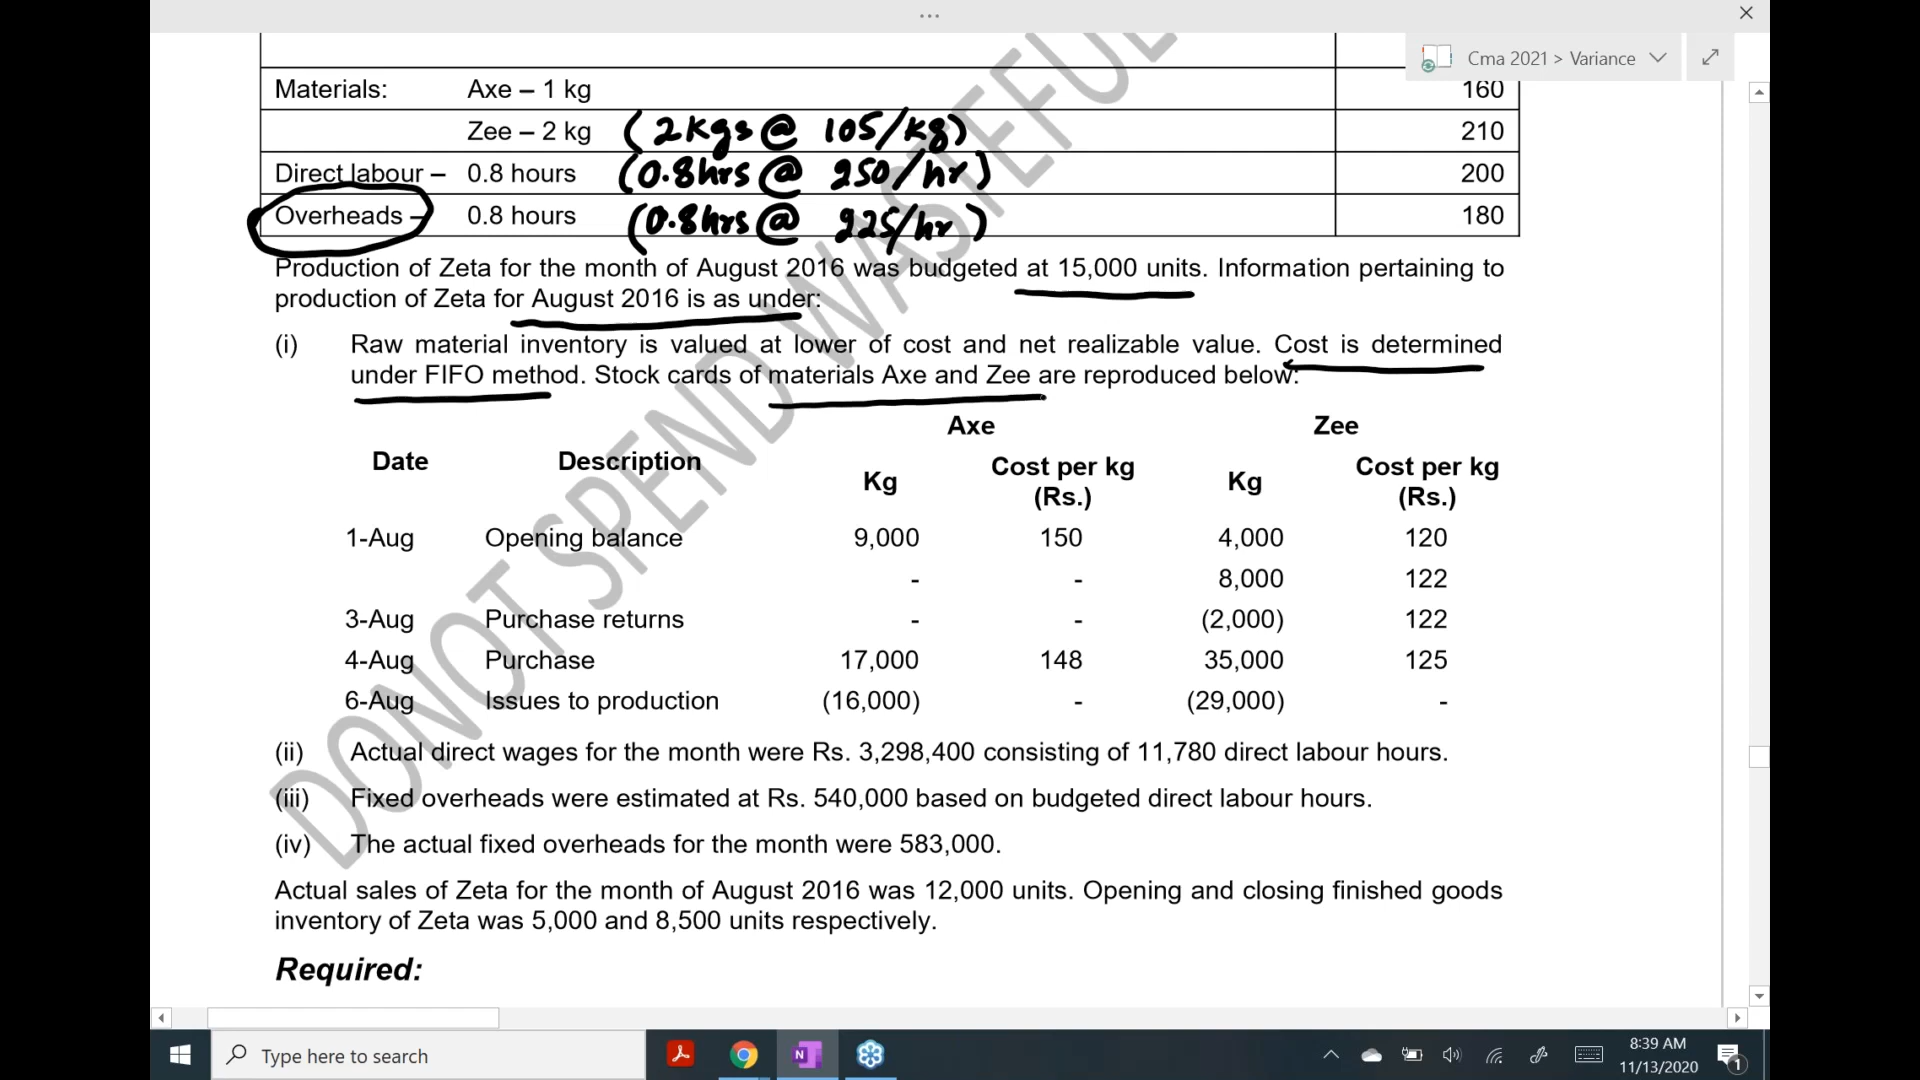 Cma 2021 > Variance
Materials: Axe – 1 kg 160
Zee – 2 kg (2kgs @ 105/kg) 210
Direct labour – 0.8 hours (0.8hrs @ 250/hr) 200
Overheads – 0.8 hours (0.8hrs @ 225/hr) 180
Production of Zeta for the month of August 2016 was budgeted at 15,000 units. Information pertaining to
production of Zeta for August 2016 is as under:
(i) Raw material inventory is valued at lower of cost and net realizable value. Cost is determined
under FIFO method. Stock cards of materials Axe and Zee are reproduced below:
Axe Zee
Date Description Kg Cost per kg Kg Cost per kg
(Rs.) (Rs.)
1-Aug Opening balance 9,000 150 4,000 120
- - 8,000 122
3-Aug Purchase returns - - (2,000) 122
4-Aug Purchase 17,000 148 35,000 125
6-Aug Issues to production (16,000) - (29,000) -
(ii) Actual direct wages for the month were Rs. 3,298,400 consisting of 11,780 direct labour hours.
(iii) Fixed overheads were estimated at Rs. 540,000 based on budgeted direct labour hours.
(iv) The actual fixed overheads for the month were 583,000.
Actual sales of Zeta for the month of August 2016 was 12,000 units. Opening and closing finished goods
inventory of Zeta was 5,000 and 8,500 units respectively.
Required:
DONOT SPEND WASTEFUL
Type here to search
8:39 AM
11/13/2020
1